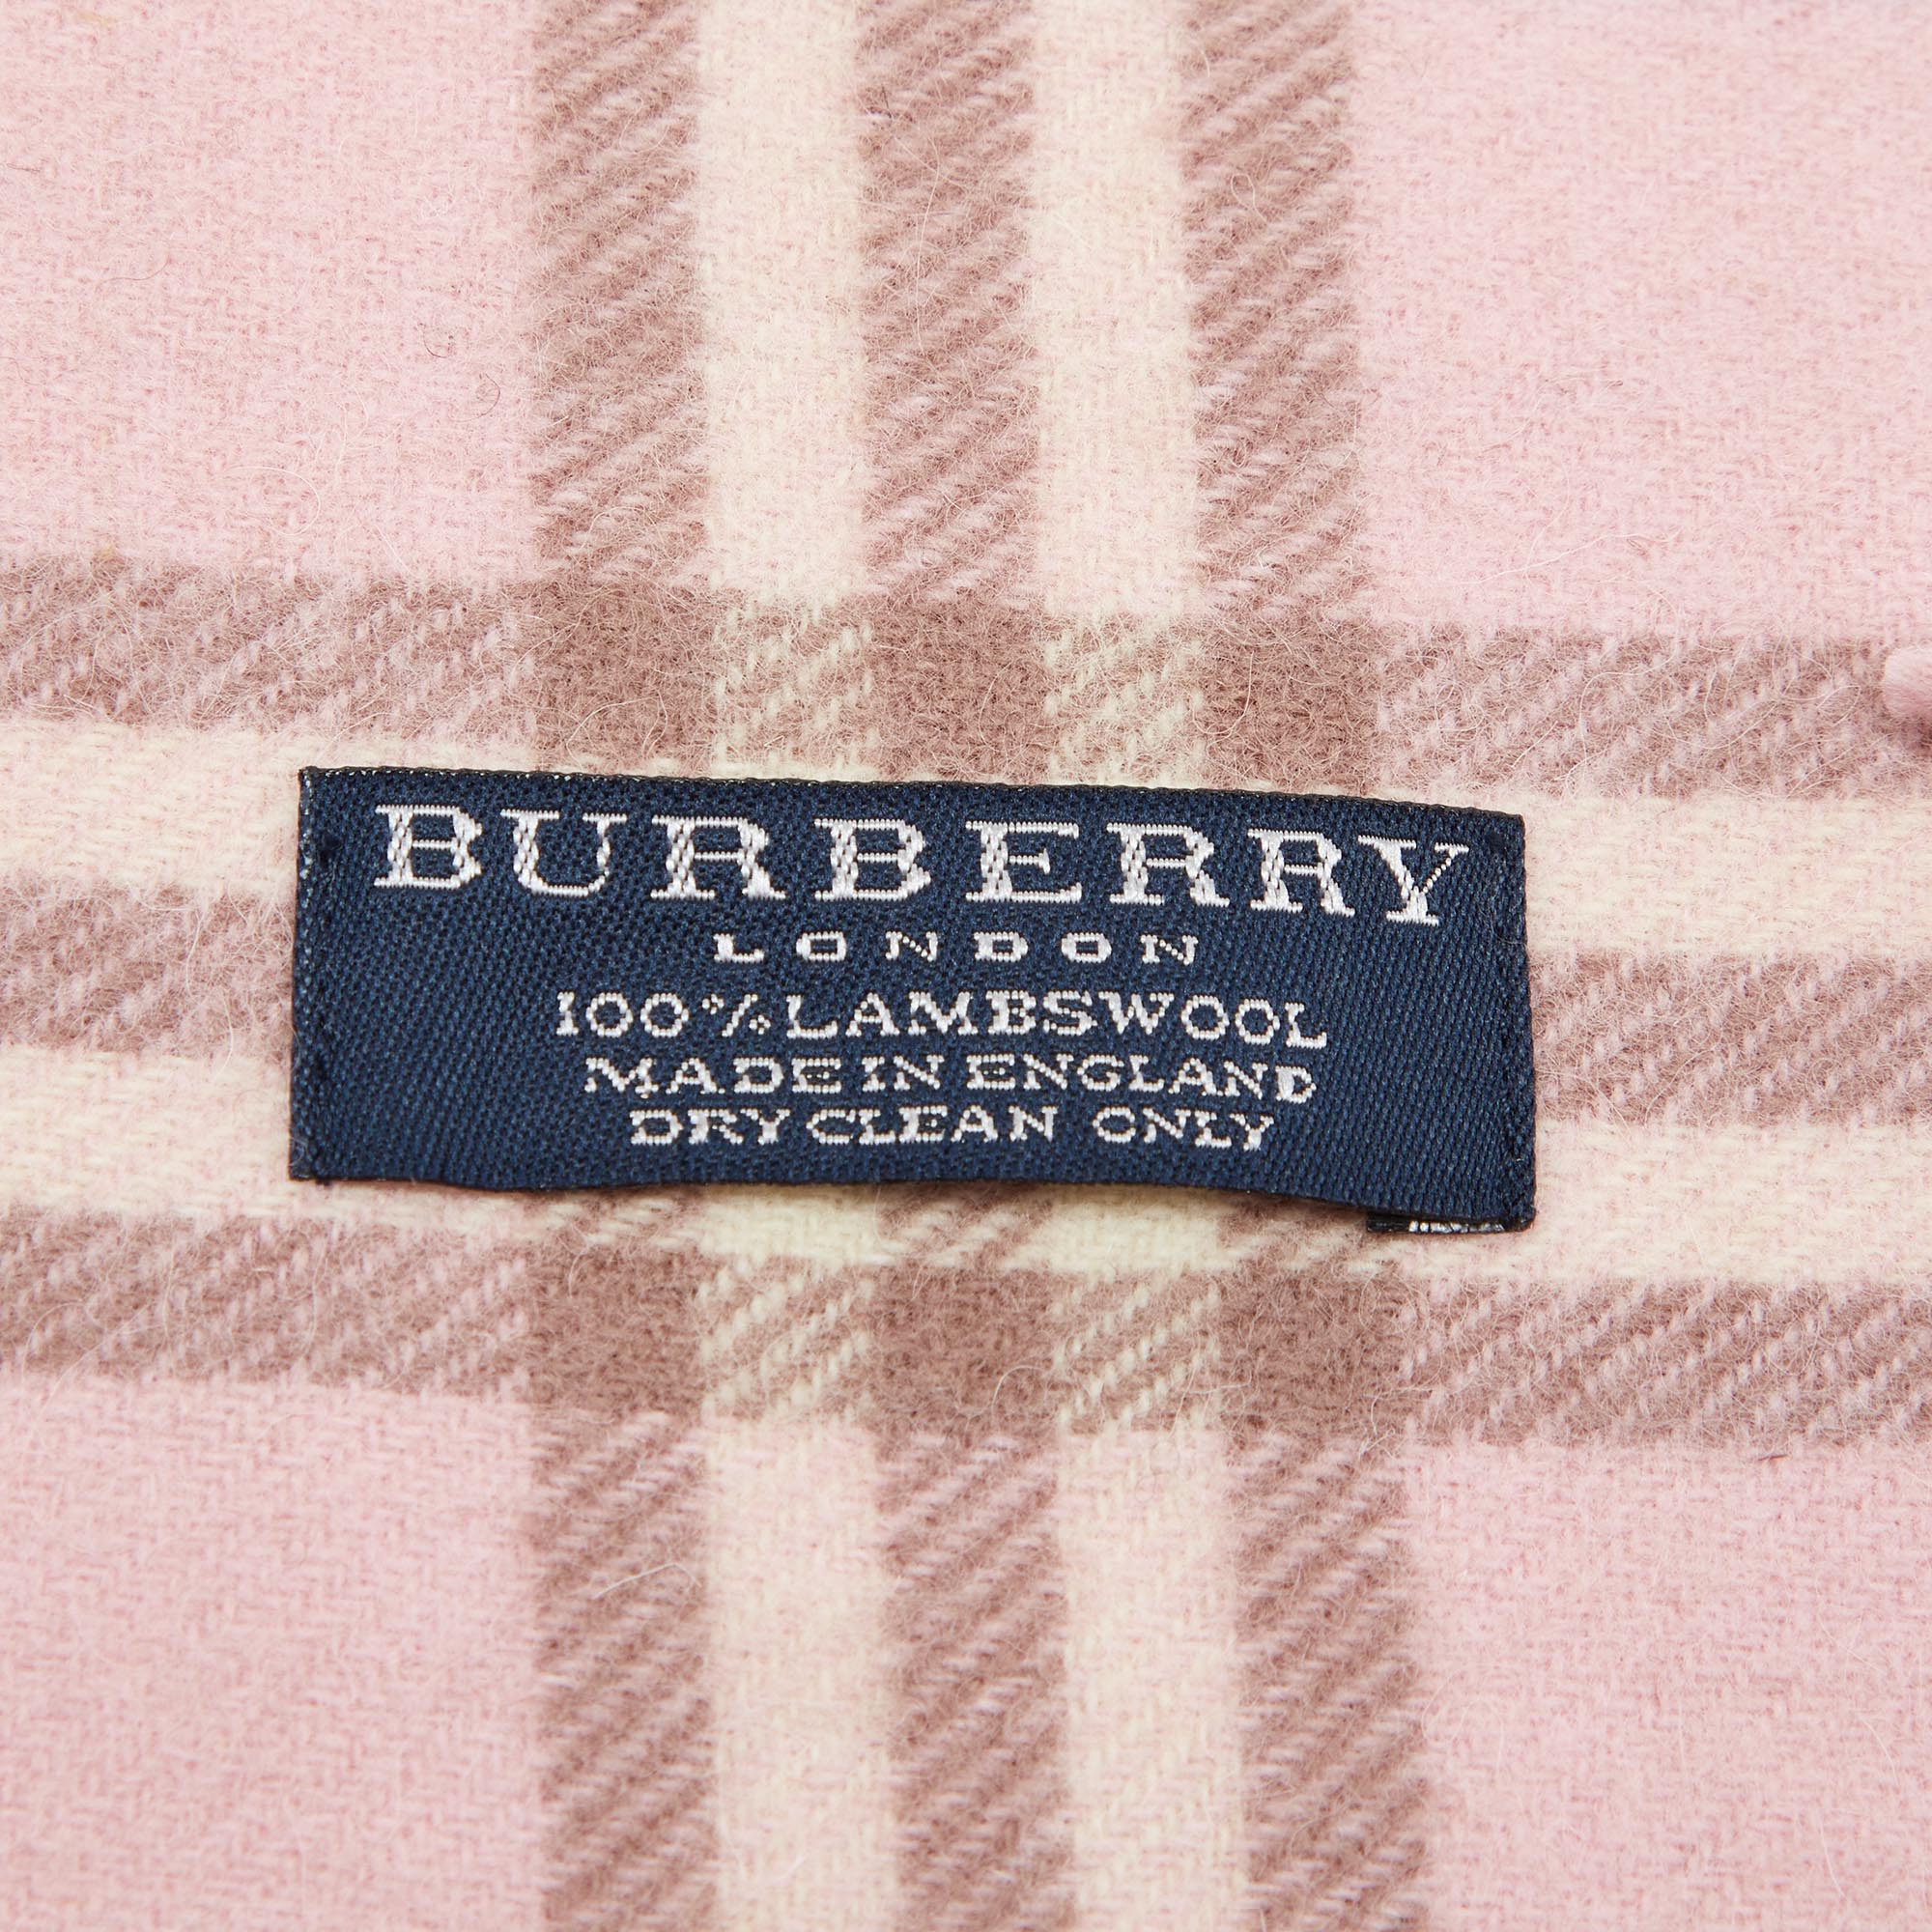 BURBERRY
LONDON
100% LAMBSWOOL
MADE IN ENGLAND
DRY CLEAN ONLY